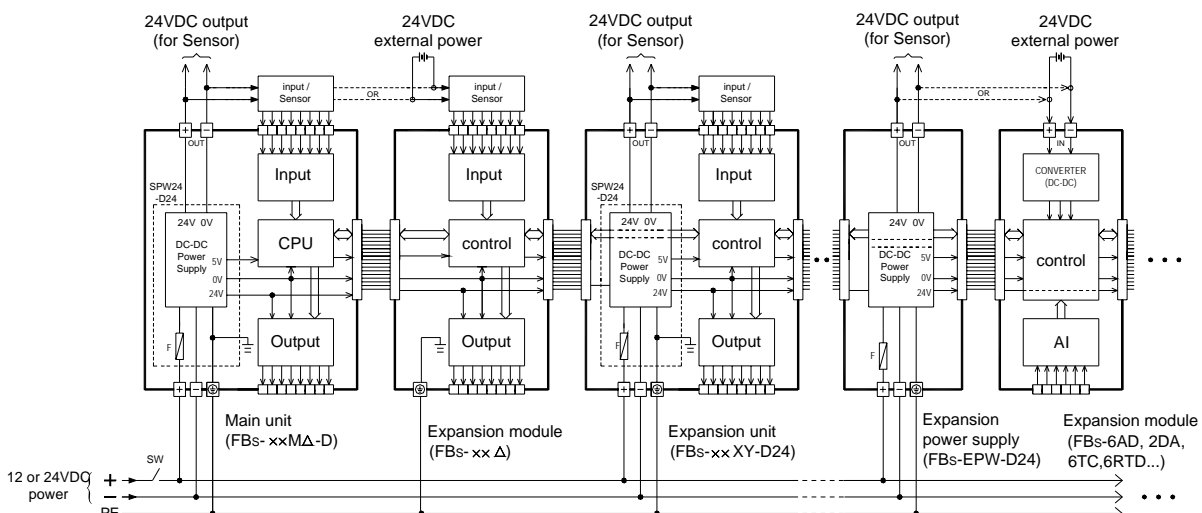 24VDC output
(for Sensor)
24VDC
external power
24VDC output
(for Sensor)
24VDC output
(for Sensor)
24VDC
external power
input /
Sensor
OR
input /
Sensor
input /
Sensor
OR
+ −
OUT
+ −
OUT
+ −
OUT
+ −
IN
SPW24
-D24
24V 0V
DC-DC
Power
Supply
5V
0V
24V
F
Input
CPU
Output
Input
control
Output
SPW24
-D24
24V 0V
DC-DC
Power
Supply
5V
0V
24V
F
Input
control
Output
24V 0V
DC-DC
Power
Supply
5V
0V
24V
F
CONVERTER
(DC-DC)
control
AI
+ −
+ −
+ −
Main unit
(FBs- ××MΔ-D)
Expansion module
(FBs- ×× Δ)
Expansion unit
(FBs-×× XY-D24)
Expansion
power supply
(FBs-EPW-D24)
Expansion module
(FBs-6AD, 2DA,
6TC,6RTD...)
12 or 24VDC
power
+
SW
−
PE